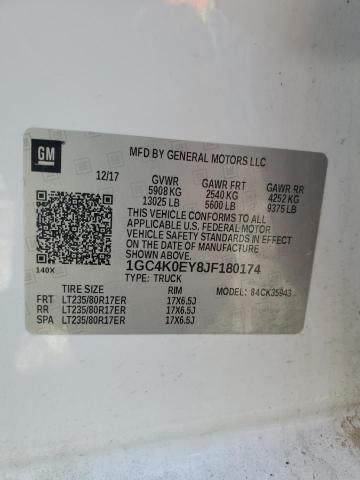 GM
MFD BY GENERAL MOTORS LLC
12/17
GVWR GAWR FRT GAWR RR
5908 KG 2540 KG 4252 KG
13025 LB 5600 LB 9375 LB
THIS VEHICLE CONFORMS TO ALL APPLICABLE U.S. FEDERAL MOTOR VEHICLE SAFETY STANDARDS IN EFFECT ON THE DATE OF MANUFACTURE SHOWN ABOVE.
1GC4K0EY8JF180174
140X
TYPE: TRUCK
MODEL: 84CK35943
TIRE SIZE RIM
FRT LT235/80R17ER 17X6.5J
RR LT235/80R17ER 17X6.5J
SPA LT235/80R17ER 17X6.5J